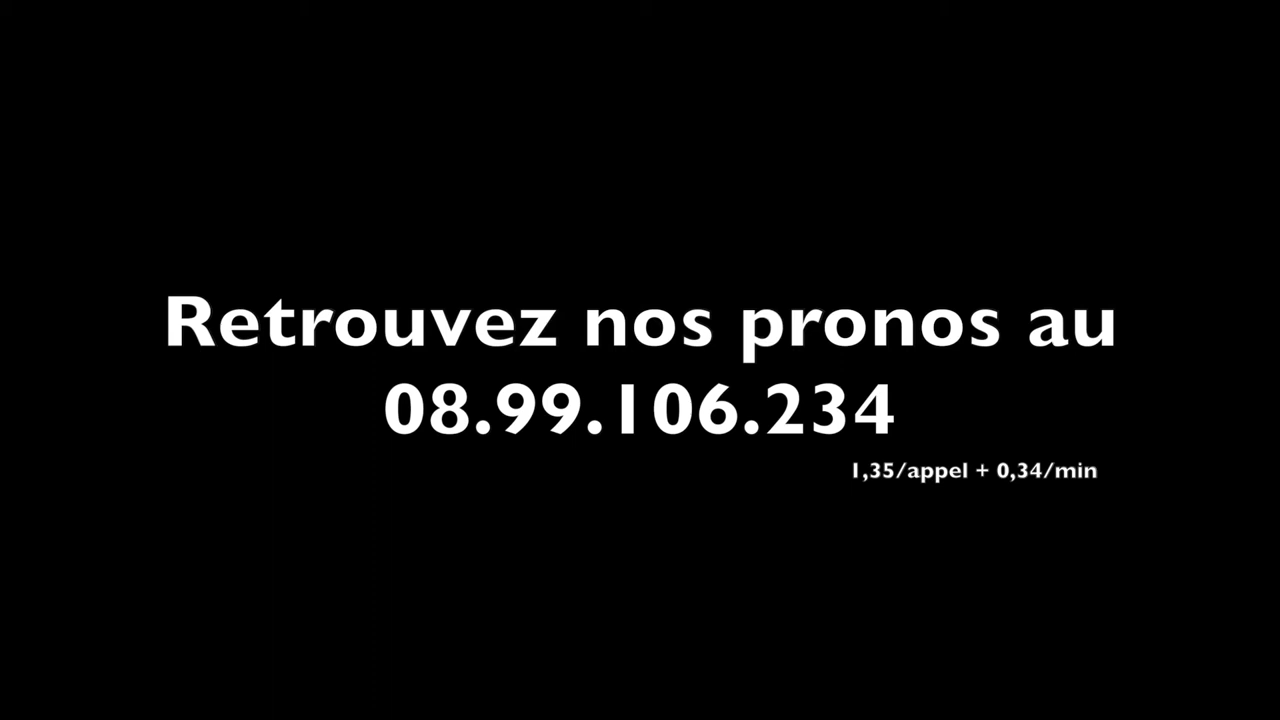 Retrouvez nos pronos au
08.99.106.234
1,35/appel + 0,34/min